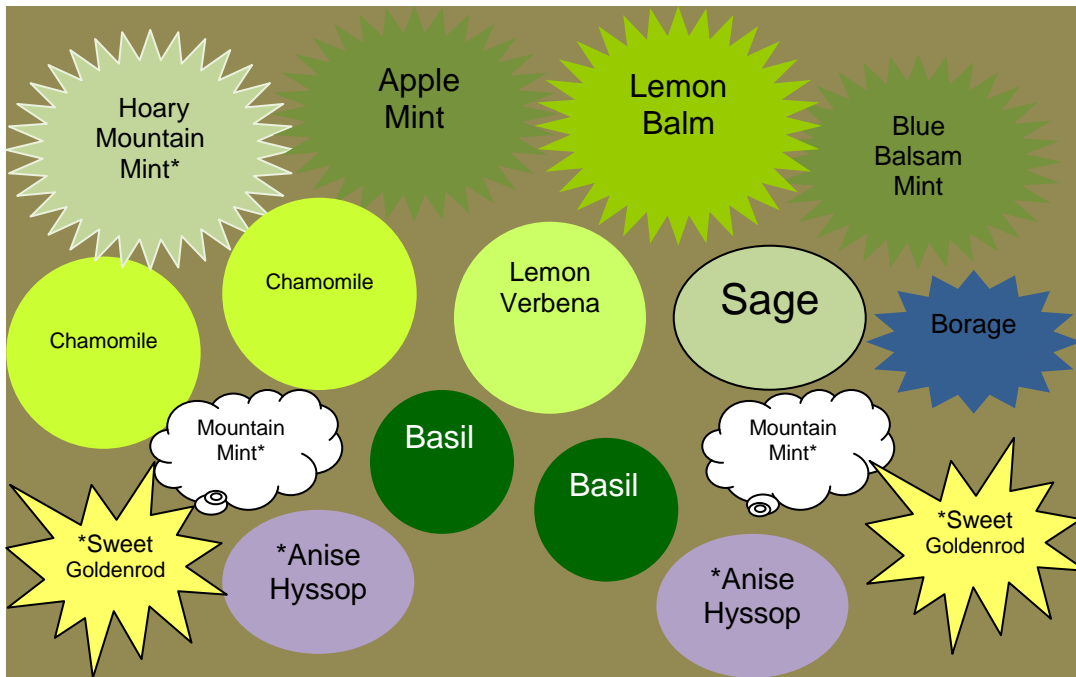 Hoary
Mountain
Mint*
Apple
Mint
Lemon
Balm
Blue
Balsam
Mint
Chamomile
Chamomile
Lemon
Verbena
Sage
Borage
Mountain
Mint*
Basil
Basil
Mountain
Mint*
*Sweet
Goldenrod
*Anise
Hyssop
*Anise
Hyssop
*Sweet
Goldenrod